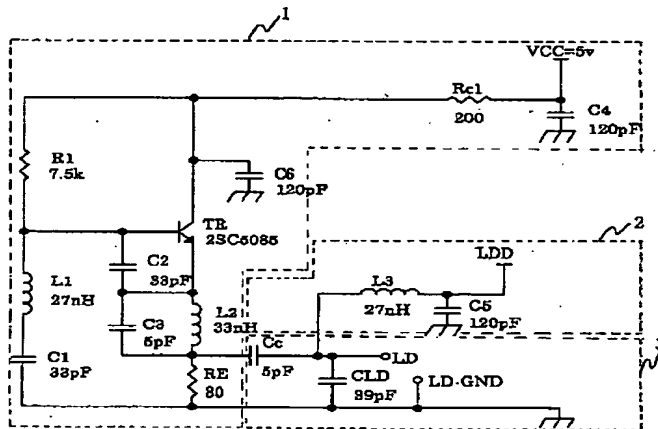 1
VCC=5v
Rc1
200
C4
120pF
R1
7.5k
C6
120pF
TR
2SC5085
2
LDD
C2
33pF
L1
27nH
L3
27nH
C5
120pF
L2
33nH
C3
5pF
Cc
5pF
LD
C1
33pF
RE
80
CLD
39pF
LD-GND